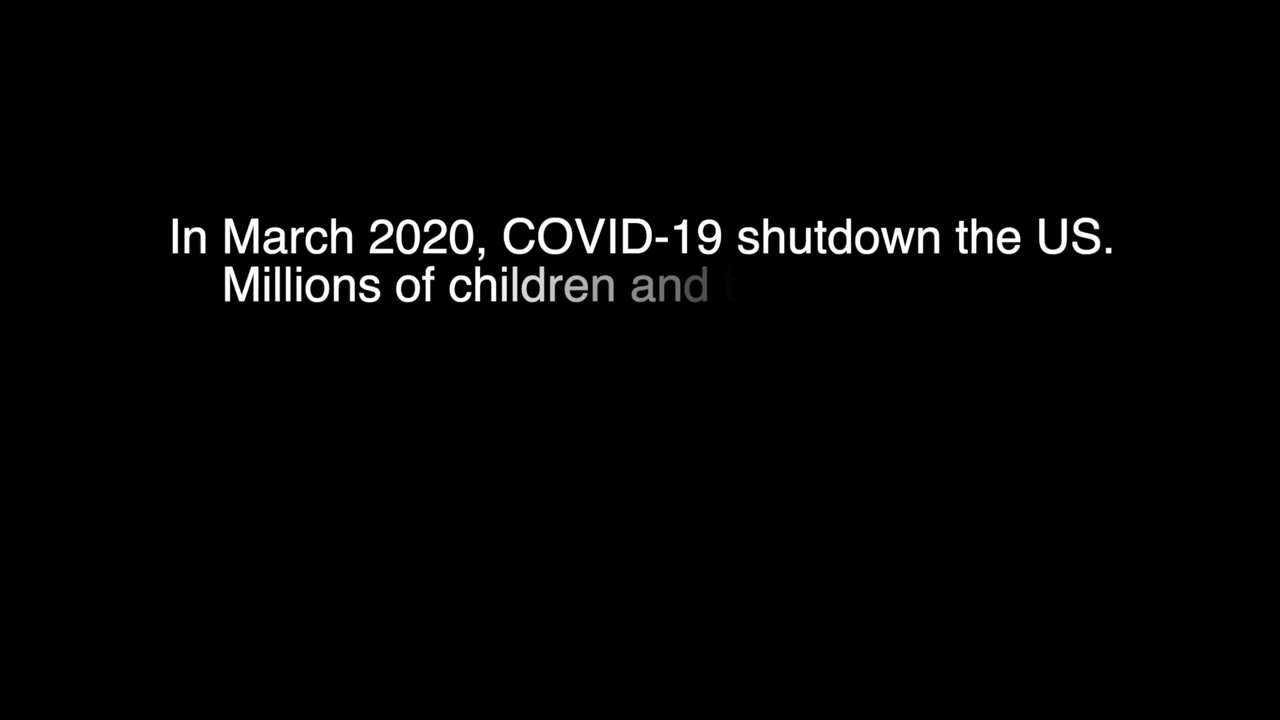 In March 2020, COVID-19 shutdown the US.
Millions of children and